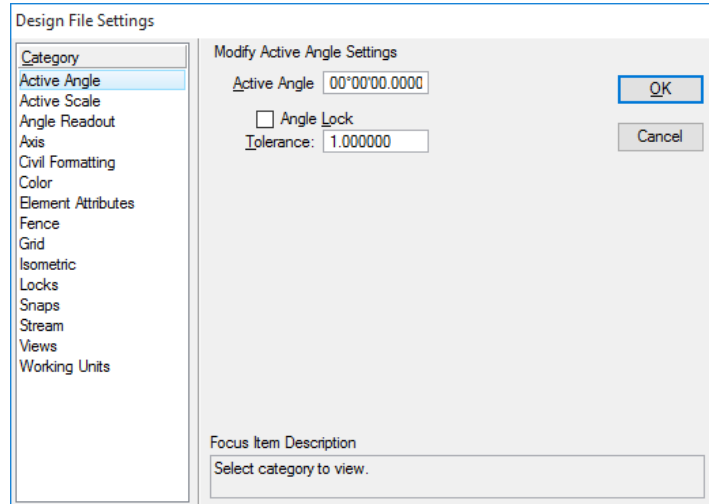 Design File Settings
Category
Active Angle
Active Scale
Angle Readout
Axis
Civil Formatting
Color
Element Attributes
Fence
Grid
Isometric
Locks
Snaps
Stream
Views
Working Units
Modify Active Angle Settings
Active Angle 00°00'00.0000
Angle Lock
Tolerance: 1.000000
OK
Cancel
Focus Item Description
Select category to view.